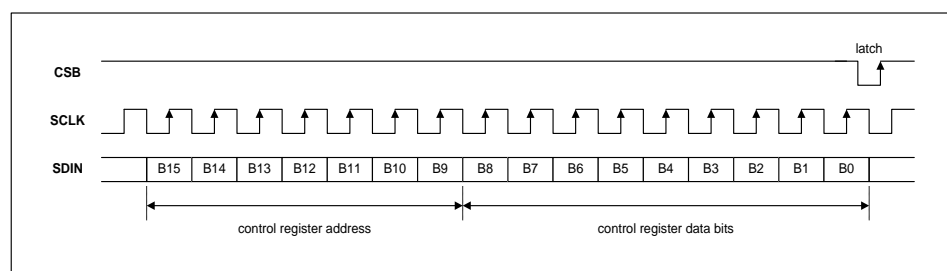 latch
CSB
SCLK
SDIN B15 B14 B13 B12 B11 B10 B9 B8 B7 B6 B5 B4 B3 B2 B1 B0
control register address control register data bits